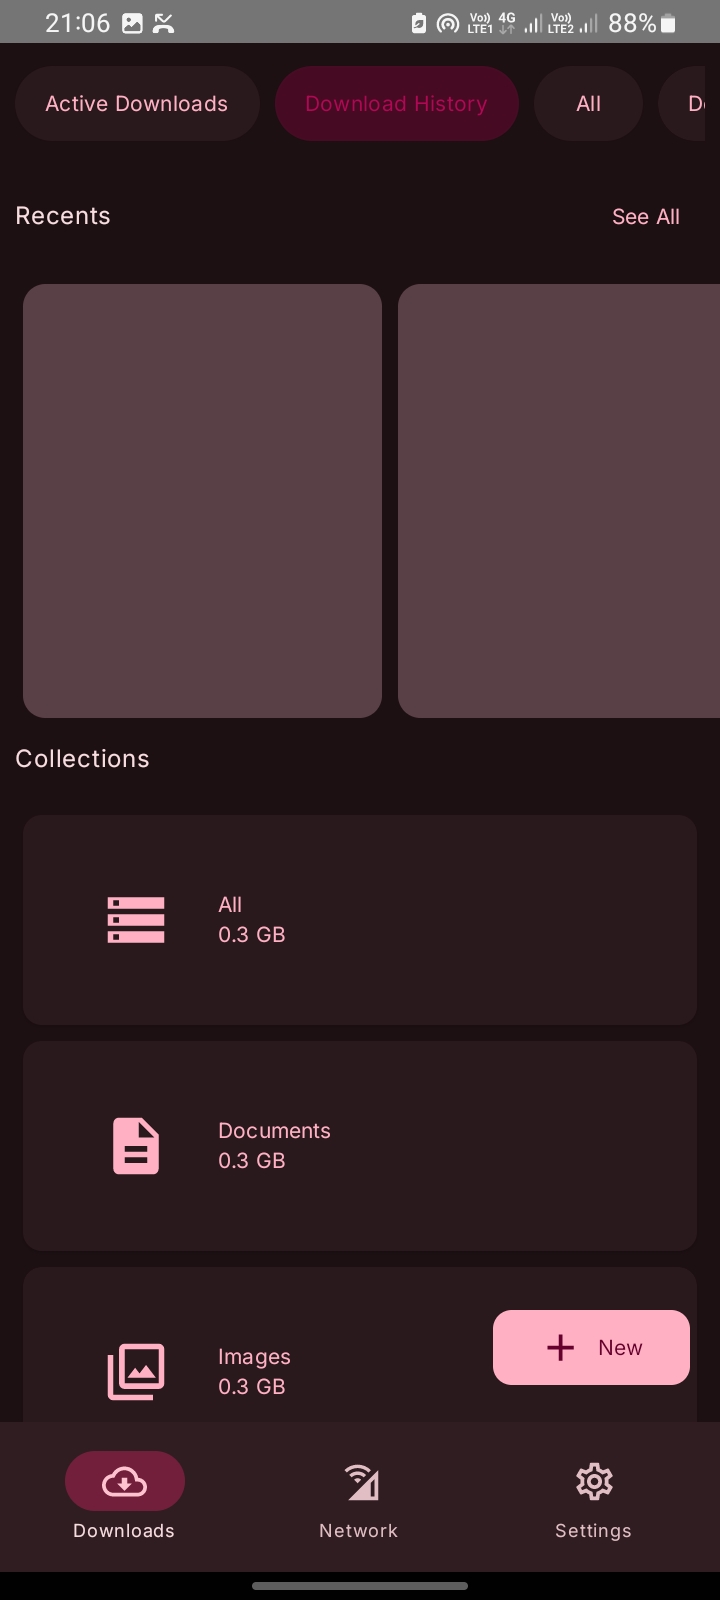 21:06
Vo)) LTE1 4G Vo)) LTE2 88%
Active Downloads
Download History
All
Recents
See All
Collections
All
0.3 GB
Documents
0.3 GB
Images
0.3 GB
New
Downloads
Network
Settings